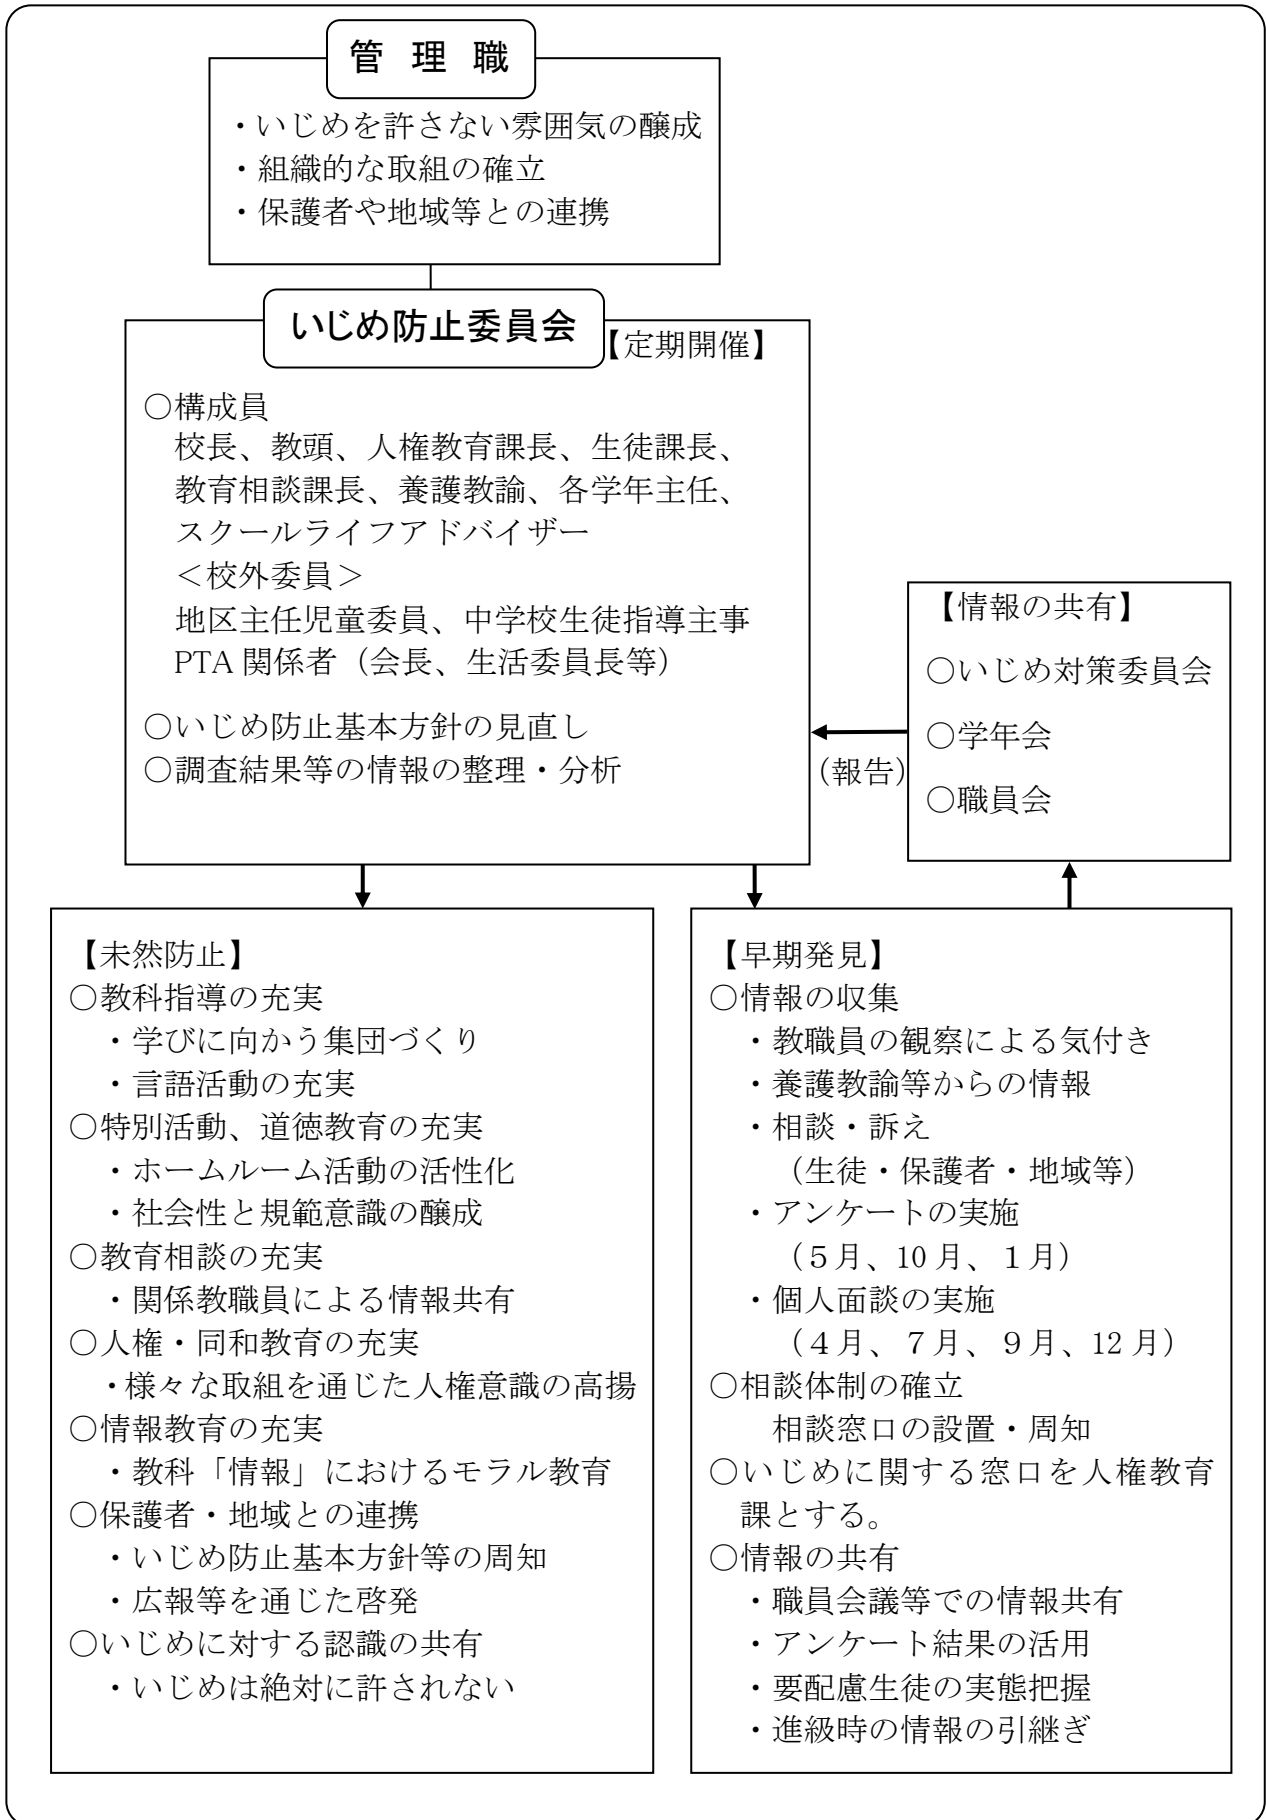 管 理 職
・いじめを許さない雰囲気の醸成
・組織的な取組の確立
・保護者や地域等との連携
いじめ防止委員会
【定期開催】
○構成員
校長、教頭、人権教育課長、生徒課長、
教育相談課長、養護教諭、各学年主任、
スクールライフアドバイザー
＜校外委員＞
地区主任児童委員、中学校生徒指導主事
PTA 関係者（会長、生活委員長等）
○いじめ防止基本方針の見直し
○調査結果等の情報の整理・分析
【情報の共有】
○いじめ対策委員会
○学年会
○職員会
（報告）
【未然防止】
○教科指導の充実
・学びに向かう集団づくり
・言語活動の充実
○特別活動、道徳教育の充実
・ホームルーム活動の活性化
・社会性と規範意識の醸成
○教育相談の充実
・関係教職員による情報共有
○人権・同和教育の充実
・様々な取組を通じた人権意識の高揚
○情報教育の充実
・教科「情報」におけるモラル教育
○保護者・地域との連携
・いじめ防止基本方針等の周知
・広報等を通じた啓発
○いじめに対する認識の共有
・いじめは絶対に許されない
【早期発見】
○情報の収集
・教職員の観察による気付き
・養護教諭等からの情報
・相談・訴え
（生徒・保護者・地域等）
・アンケートの実施
（５月、10 月、１月）
・個人面談の実施
（４月、７月、９月、12 月）
○相談体制の確立
相談窓口の設置・周知
○いじめに関する窓口を人権教育
課とする。
○情報の共有
・職員会議等での情報共有
・アンケート結果の活用
・要配慮生徒の実態把握
・進級時の情報の引継ぎ